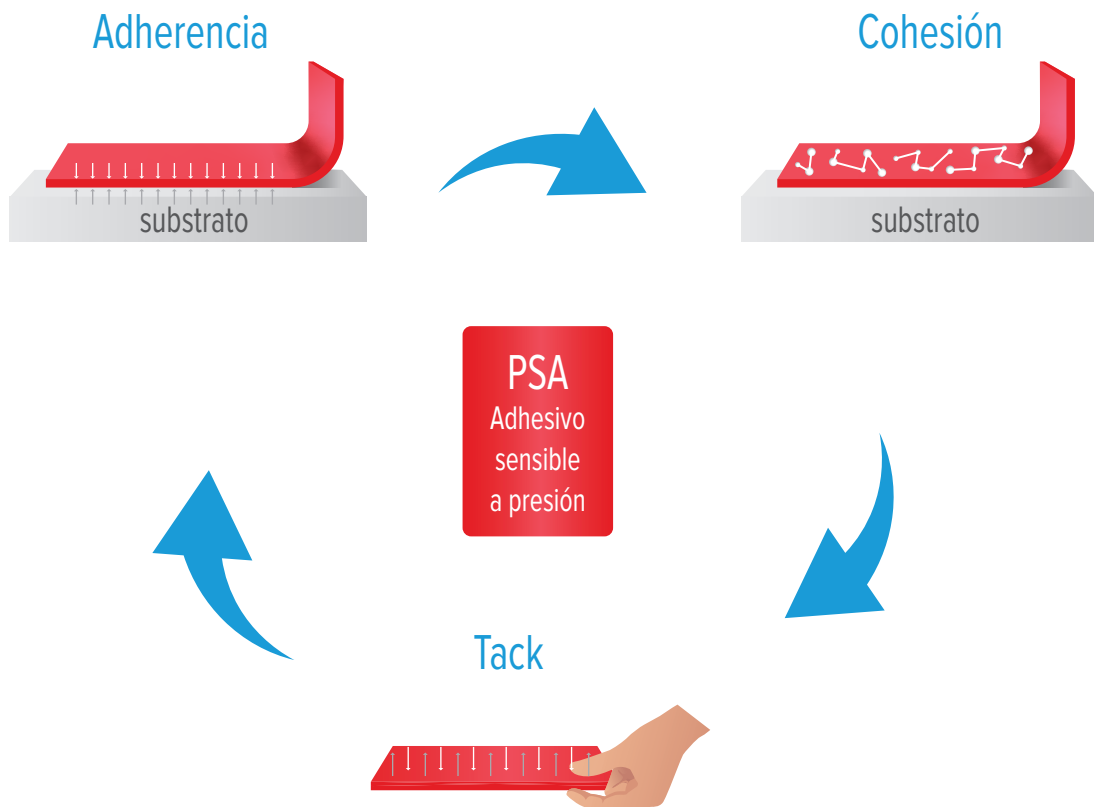 Adherencia
Cohesión
substrato
substrato
PSA
Adhesivo
sensible
a presión
Tack